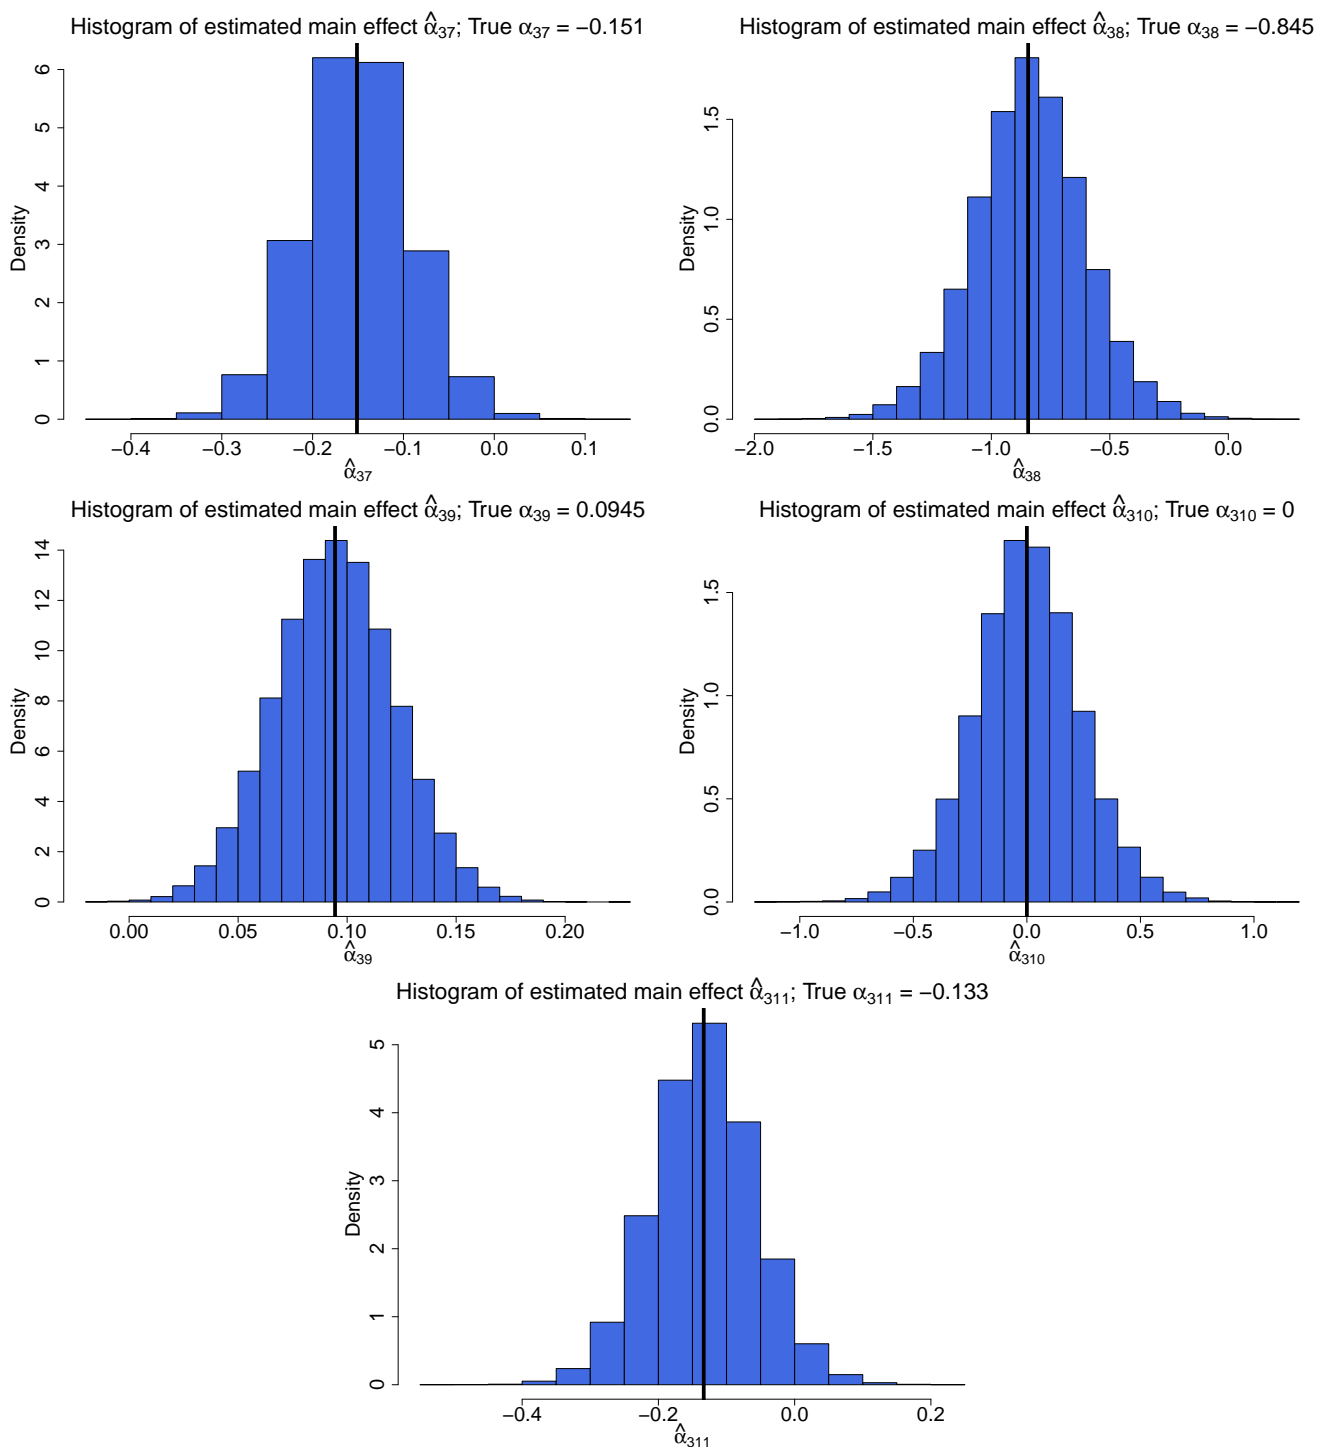 Histogram of estimated main effect α̂₃₇; True α₃₇ = −0.151
Density
0 1 2 3 4 5 6
−0.4 −0.3 −0.2 −0.1 0.0 0.1
α̂₃₇
Histogram of estimated main effect α̂₃₈; True α₃₈ = −0.845
Density
0.0 0.5 1.0 1.5
−2.0 −1.5 −1.0 −0.5 0.0
α̂₃₈
Histogram of estimated main effect α̂₃₉; True α₃₉ = 0.0945
Density
0 2 4 6 8 10 12 14
0.00 0.05 0.10 0.15 0.20
α̂₃₉
Histogram of estimated main effect α̂₃₁₀; True α₃₁₀ = 0
Density
0.0 0.5 1.0 1.5
−1.0 −0.5 0.0 0.5 1.0
α̂₃₁₀
Histogram of estimated main effect α̂₃₁₁; True α₃₁₁ = −0.133
Density
0 1 2 3 4 5
−0.4 −0.2 0.0 0.2
α̂₃₁₁